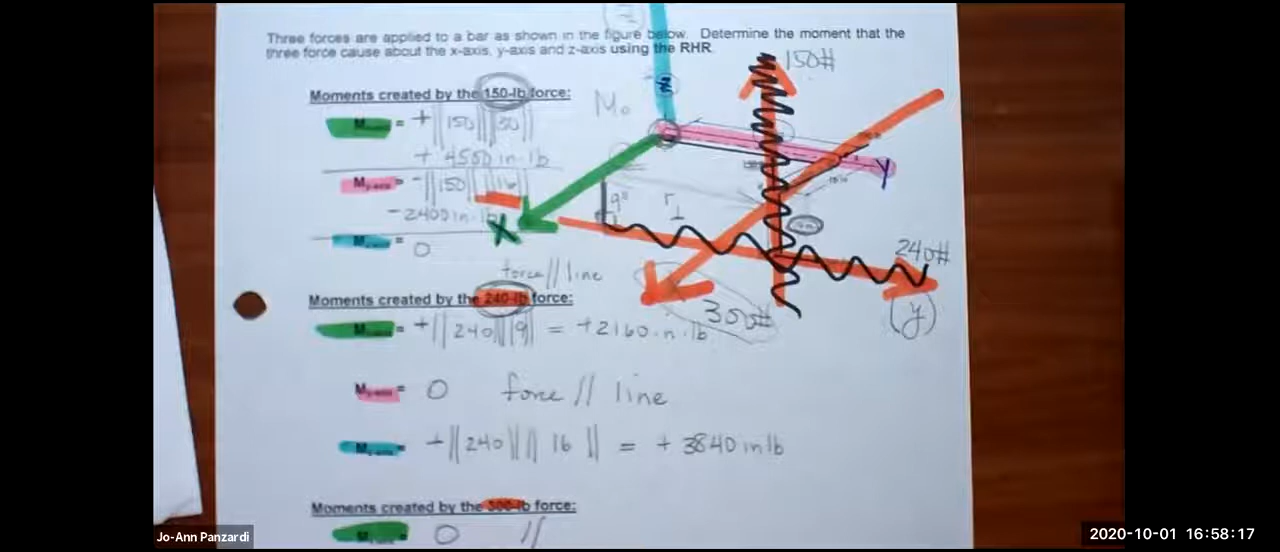 Three forces are applied to a bar as shown in the figure below. Determine the moment that the
three force cause about the x-axis, y-axis and z-axis using the RHR.
150#
Moments created by the 150-lb force:
M₀
= + ||150|| ||30||
+ 4500 in·lb
y
M y-axis = - ||150|| ||16||
- 2400 in·lb
9"
r⊥
X
= 0
240#
force // line
(y)
Moments created by the 240-lb force:
300#
= + ||240|| ||9|| = +2160 in·lb
M y-axis = 0 force // line
= + ||240|| || 16 || = + 3840 in lb
Moments created by the 300-lb force:
0 //
Jo-Ann Panzardi
2020-10-01 16:58:17